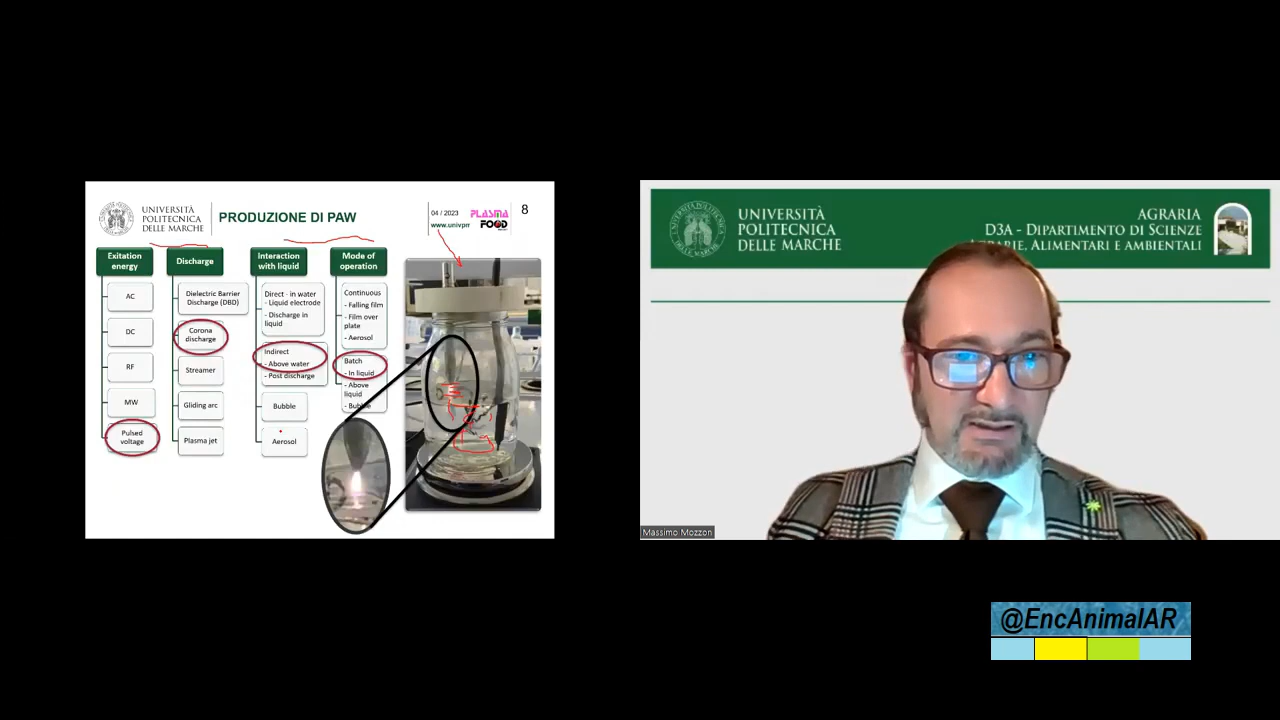 UNIVERSITÀ
POLITECNICA
DELLE MARCHE
PRODUZIONE DI PAW
04 / 2023
www.univpm
PLASMA
FOOD
8
Exitation
energy
AC
DC
RF
MW
Pulsed
voltage
Discharge
Dielectric Barrier
Discharge (DBD)
Corona
discharge
Streamer
Gliding arc
Plasma jet
Interaction
with liquid
Direct - in water
- Liquid electrode
- Discharge in
liquid
Indirect
- Above water
- Post discharge
Bubble
Aerosol
Mode of
operation
Continuous
- Falling film
- Film over
plate
- Aerosol
Batch
- In liquid
- Above
liquid
- Bubble
UNIVERSITÀ
POLITECNICA
DELLE MARCHE
AGRARIA
D3A - DIPARTIMENTO DI SCIENZE
AGRARIE, ALIMENTARI E AMBIENTALI
Massimo Mozzon
@EncAnimalAR